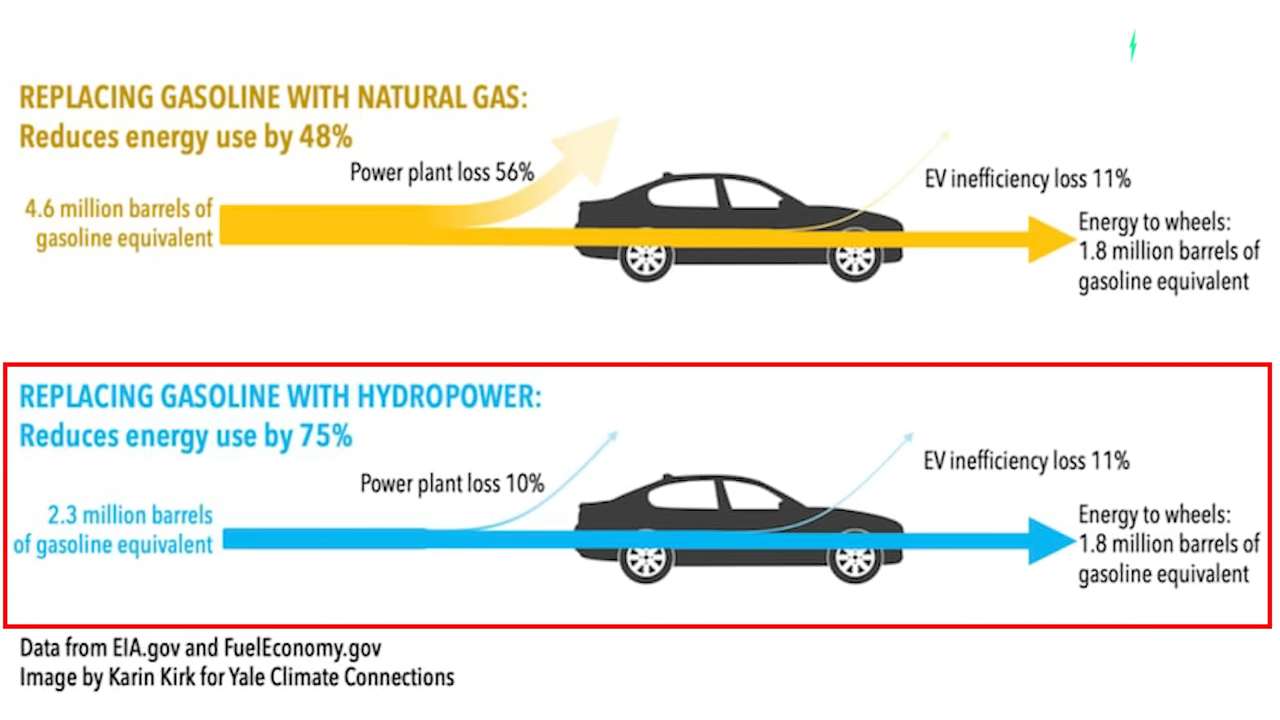 REPLACING GASOLINE WITH NATURAL GAS:
Reduces energy use by 48%
Power plant loss 56%
EV inefficiency loss 11%
4.6 million barrels of
gasoline equivalent
Energy to wheels:
1.8 million barrels of
gasoline equivalent
REPLACING GASOLINE WITH HYDROPOWER:
Reduces energy use by 75%
Power plant loss 10%
EV inefficiency loss 11%
2.3 million barrels
of gasoline equivalent
Energy to wheels:
1.8 million barrels of
gasoline equivalent
Data from EIA.gov and FuelEconomy.gov
Image by Karin Kirk for Yale Climate Connections